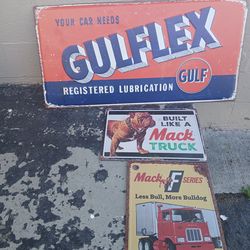 YOUR CAR NEEDS
GULFLEX
REGISTERED LUBRICATION
GULF
BUILT
LIKE A
Mack
TRUCK
Mack F SERIES
Less Bull, More Bulldog